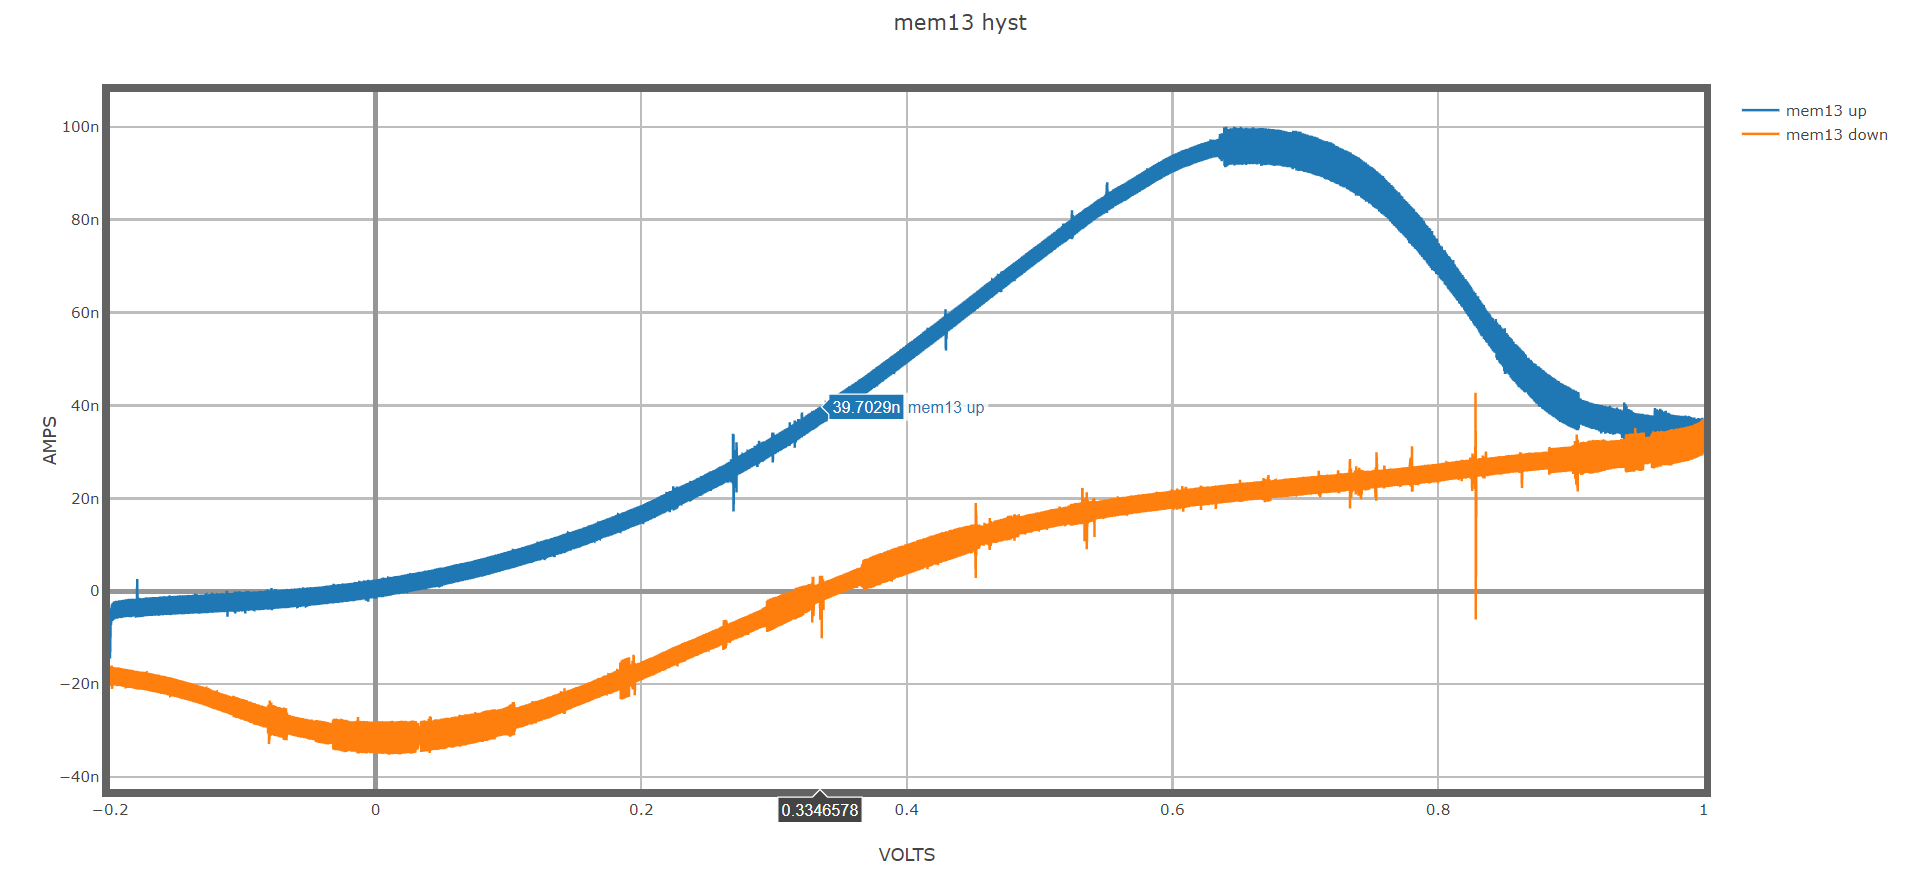 mem13 hyst
mem13 up
mem13 down
100n
80n
60n
40n
20n
0
−20n
−40n
AMPS
39.7029n mem13 up
−0.2
0
0.2
0.3346578
0.4
0.6
0.8
1
VOLTS